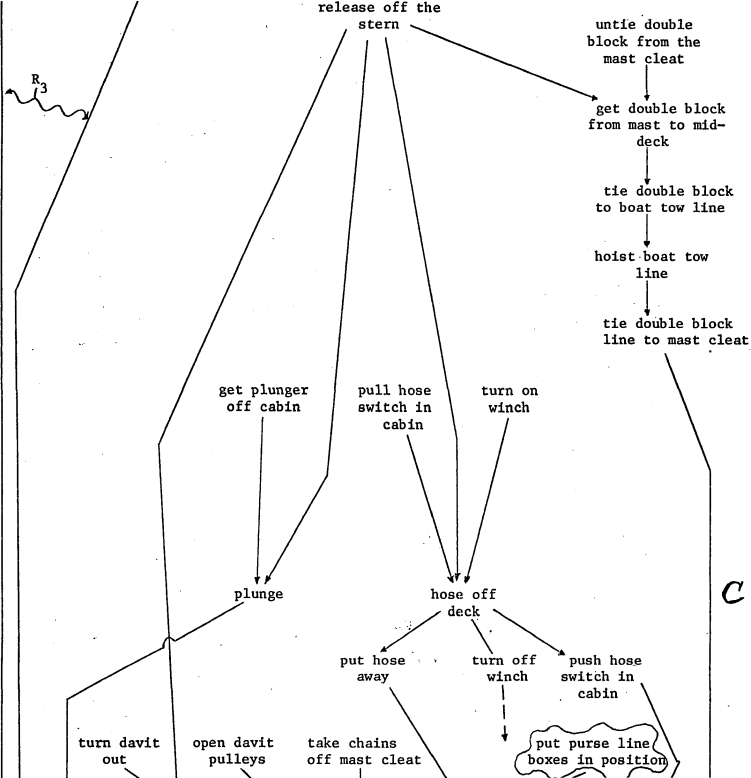 release off the
stern
untie double
block from the
mast cleat
R3
get double block
from mast to mid-
deck
tie double block
to boat tow line
hoist boat tow
line
tie double block
line to mast cleat
get plunger
off cabin
pull hose
switch in
cabin
turn on
winch
plunge
hose off
deck
C
put hose
away
turn off
winch
push hose
switch in
cabin
turn davit
out
open davit
pulleys
take chains
off mast cleat
put purse line
boxes in position